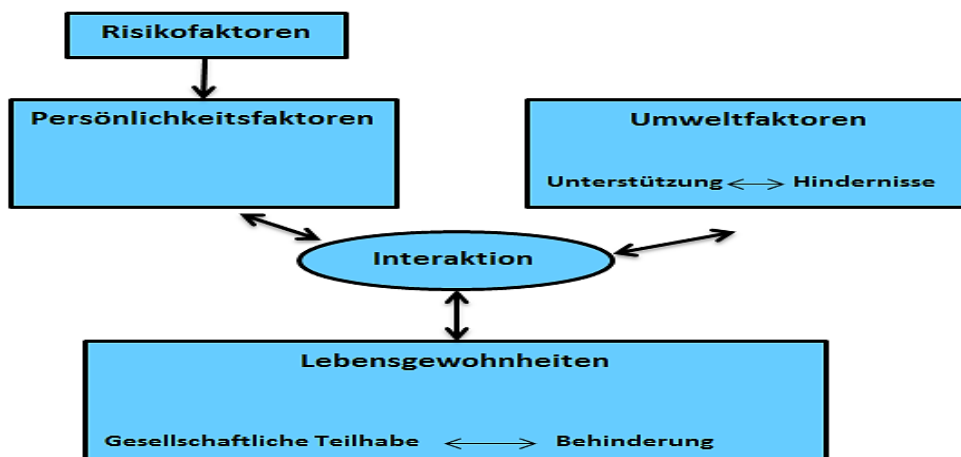 Risikofaktoren
Persönlichkeitsfaktoren
Umweltfaktoren
Unterstützung Hindernisse
Interaktion
Lebensgewohnheiten
Gesellschaftliche Teilhabe Behinderung